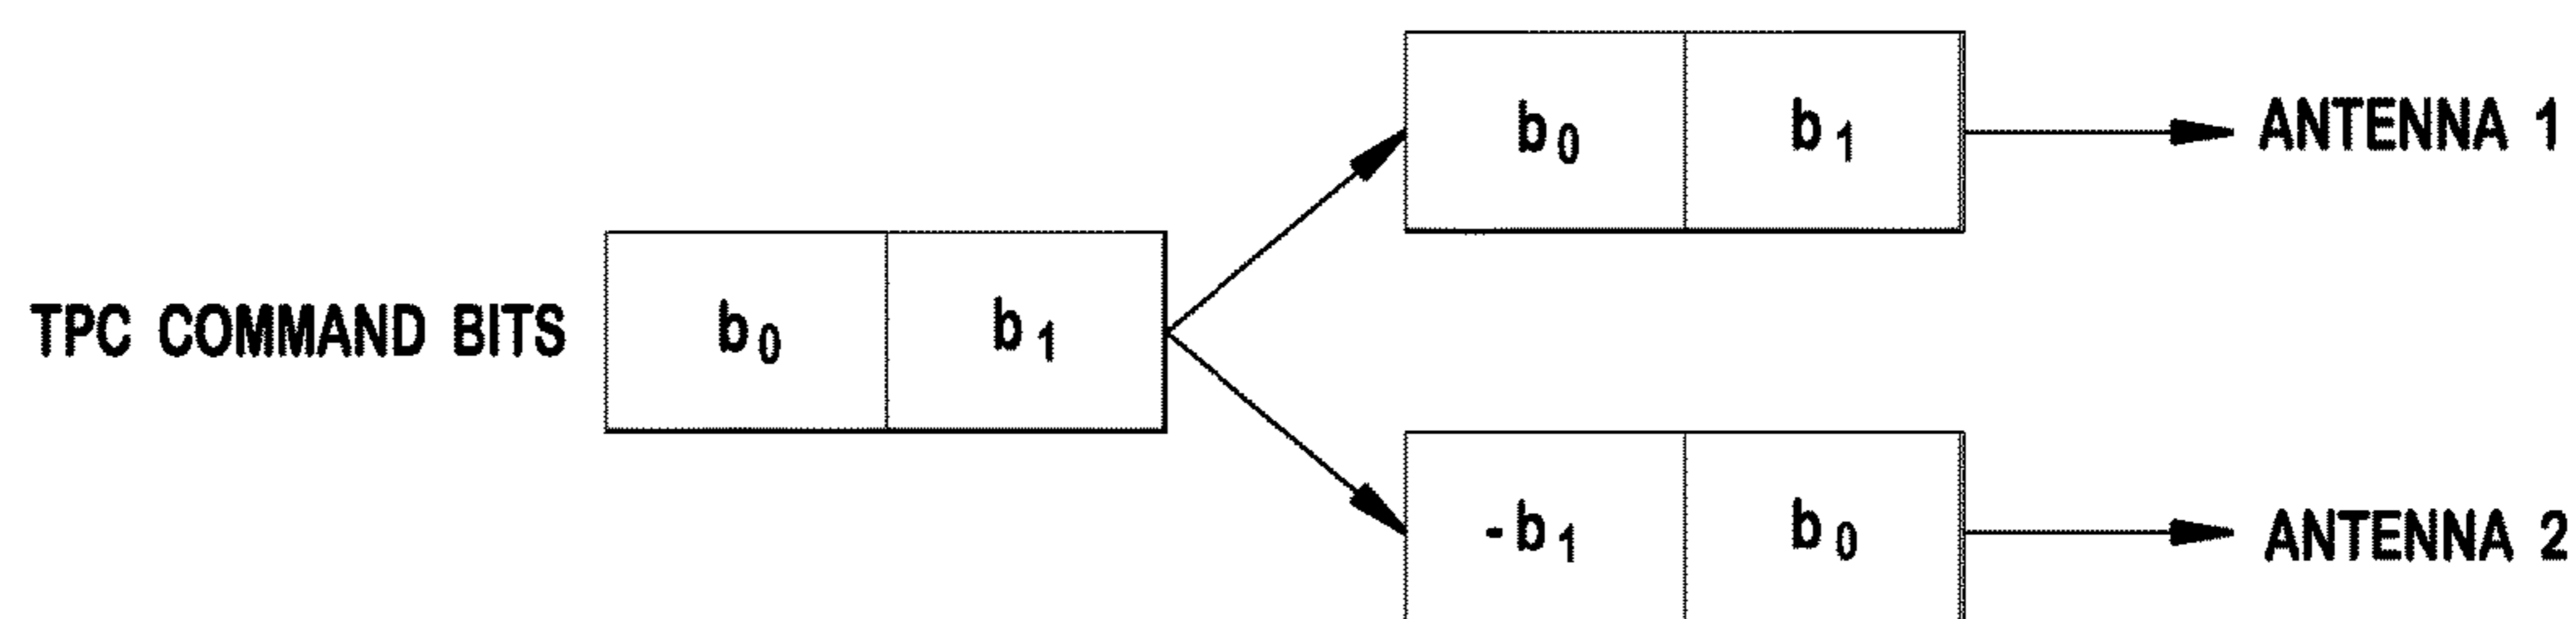 b0 b1 ANTENNA 1
TPC COMMAND BITS b0 b1
-b1 b0 ANTENNA 2